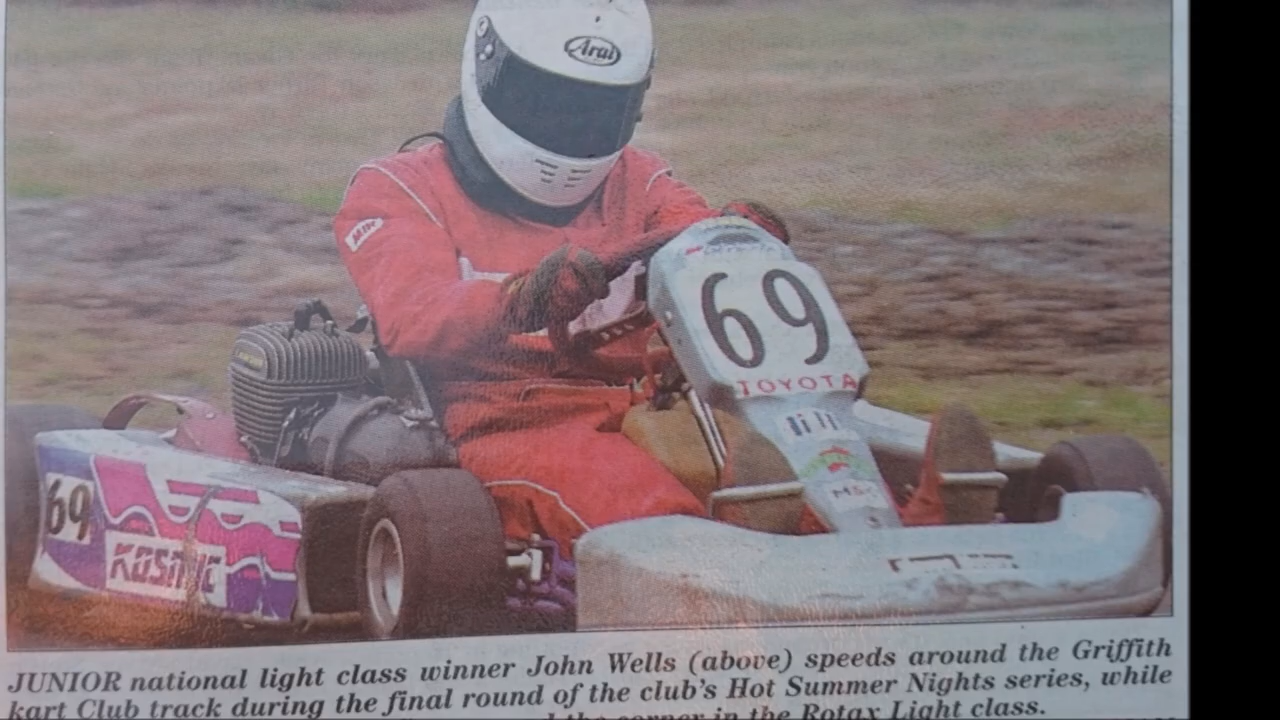 Arai
MIR
69
TOYOTA
MS
69
KOSMIC
JUNIOR national light class winner John Wells (above) speeds around the Griffith
kart Club track during the final round of the club's Hot Summer Nights series, while
the corner in the Rotax Light class.